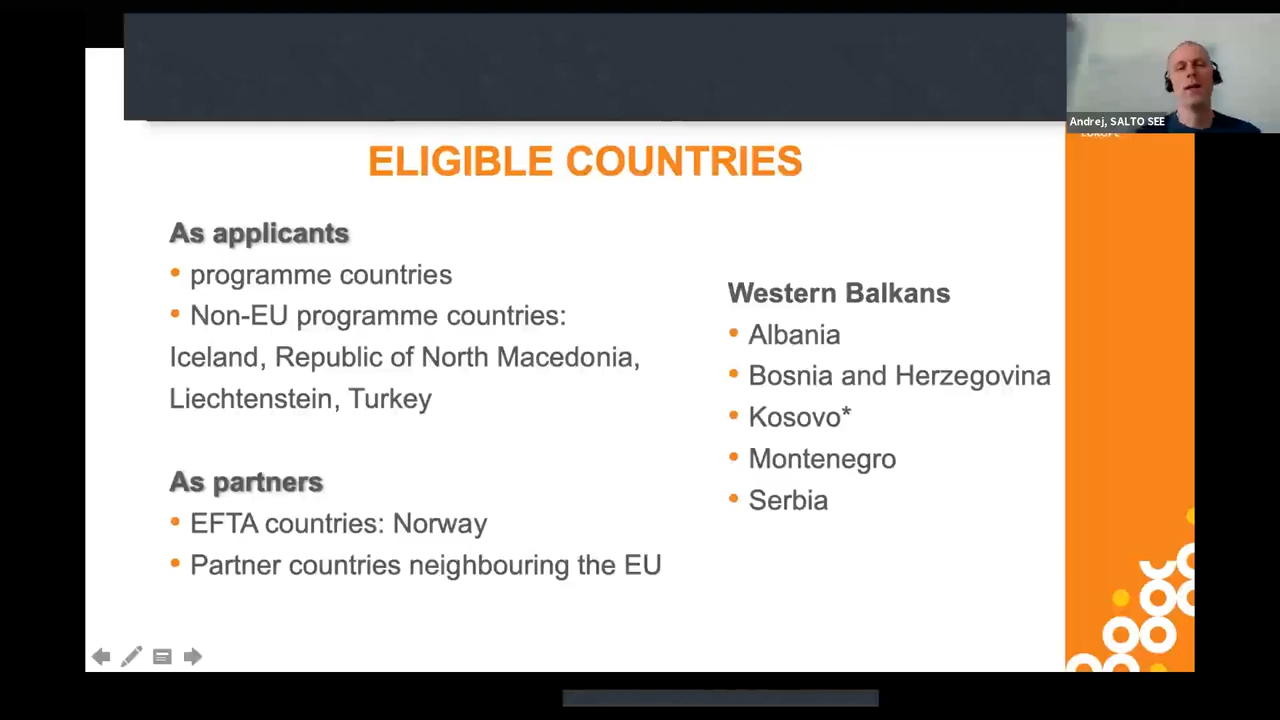 Andrej, SALTO SEE
EUROPE
ELIGIBLE COUNTRIES
As applicants
• programme countries
• Non-EU programme countries:
Iceland, Republic of North Macedonia,
Liechtenstein, Turkey
As partners
• EFTA countries: Norway
• Partner countries neighbouring the EU
Western Balkans
• Albania
• Bosnia and Herzegovina
• Kosovo*
• Montenegro
• Serbia